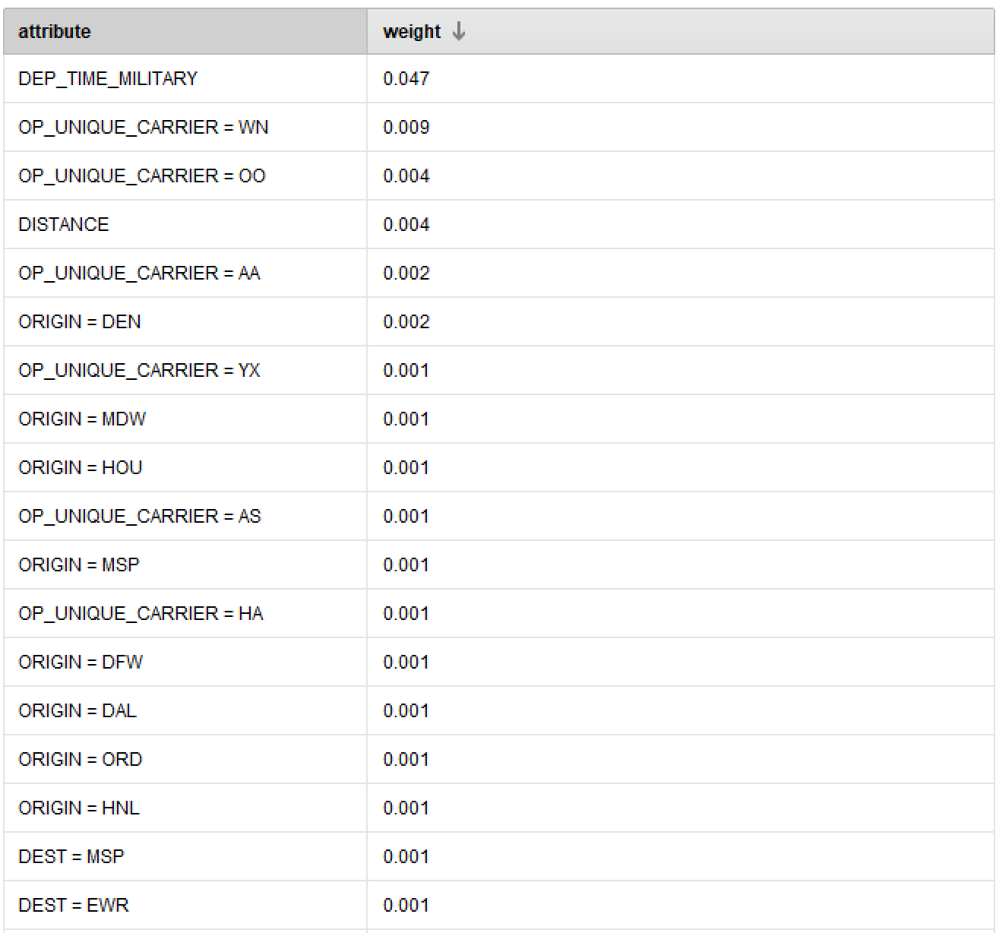 attribute weight ↓
DEP_TIME_MILITARY 0.047
OP_UNIQUE_CARRIER = WN 0.009
OP_UNIQUE_CARRIER = OO 0.004
DISTANCE 0.004
OP_UNIQUE_CARRIER = AA 0.002
ORIGIN = DEN 0.002
OP_UNIQUE_CARRIER = YX 0.001
ORIGIN = MDW 0.001
ORIGIN = HOU 0.001
OP_UNIQUE_CARRIER = AS 0.001
ORIGIN = MSP 0.001
OP_UNIQUE_CARRIER = HA 0.001
ORIGIN = DFW 0.001
ORIGIN = DAL 0.001
ORIGIN = ORD 0.001
ORIGIN = HNL 0.001
DEST = MSP 0.001
DEST = EWR 0.001